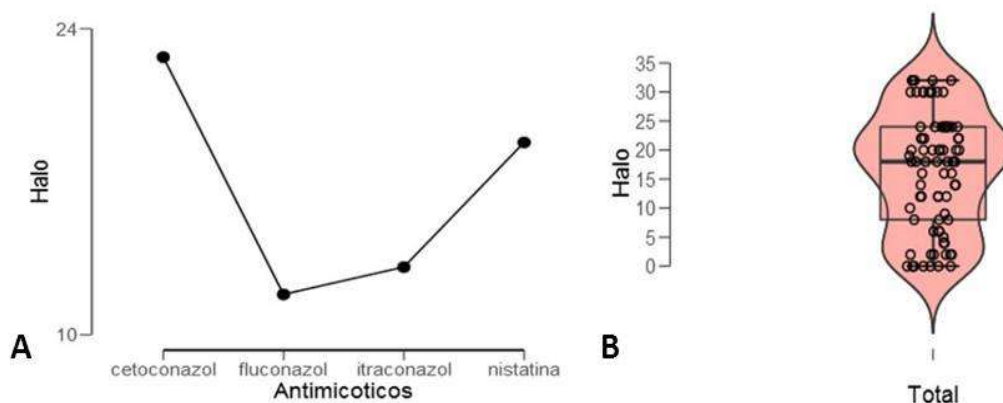 24
Halo
10
cetoconazol fluconazol itraconazol nistatina
Antimicoticos
A
35
30
25
20
15
10
5
0
Halo
Total
B